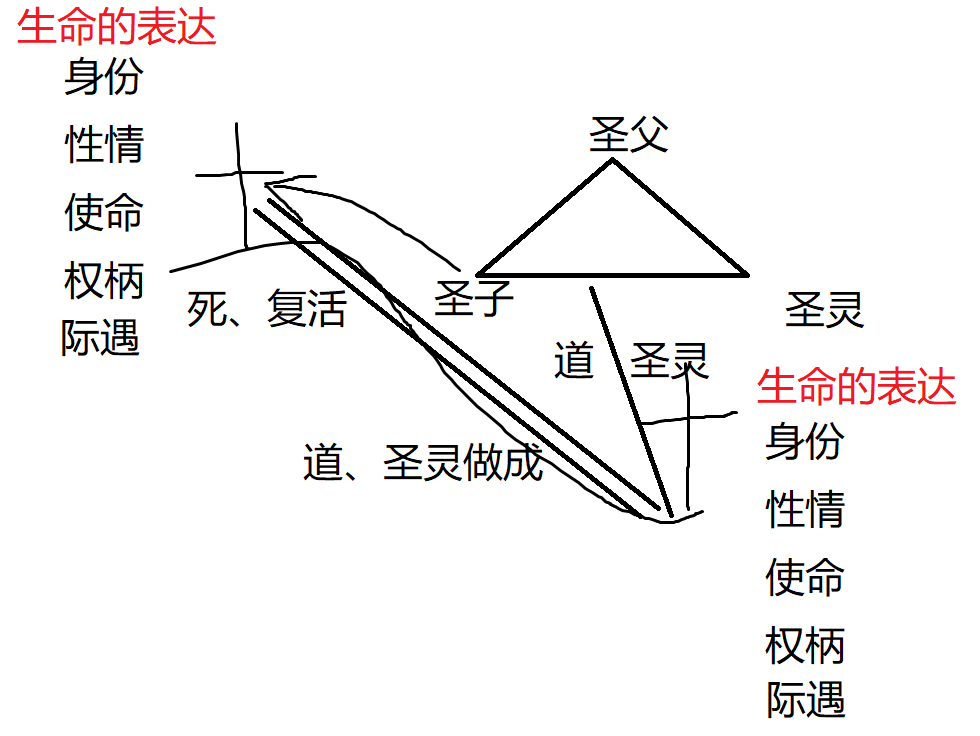 生命的表达
身份
性情
使命
权柄
际遇
死、复活
圣父
圣子
圣灵
道
圣灵
道、圣灵做成
生命的表达
身份
性情
使命
权柄
际遇